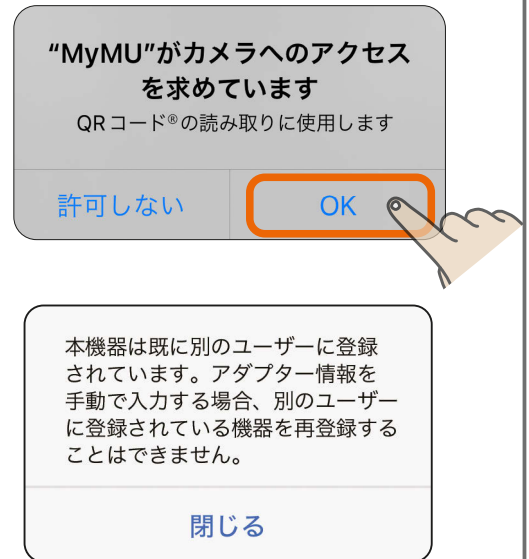 “MyMU”がカメラへのアクセス
を求めています
QRコード®の読み取りに使用します
許可しない
OK
本機器は既に別のユーザーに登録
されています。アダプター情報を
手動で入力する場合、別のユーザー
に登録されている機器を再登録する
ことはできません。
閉じる